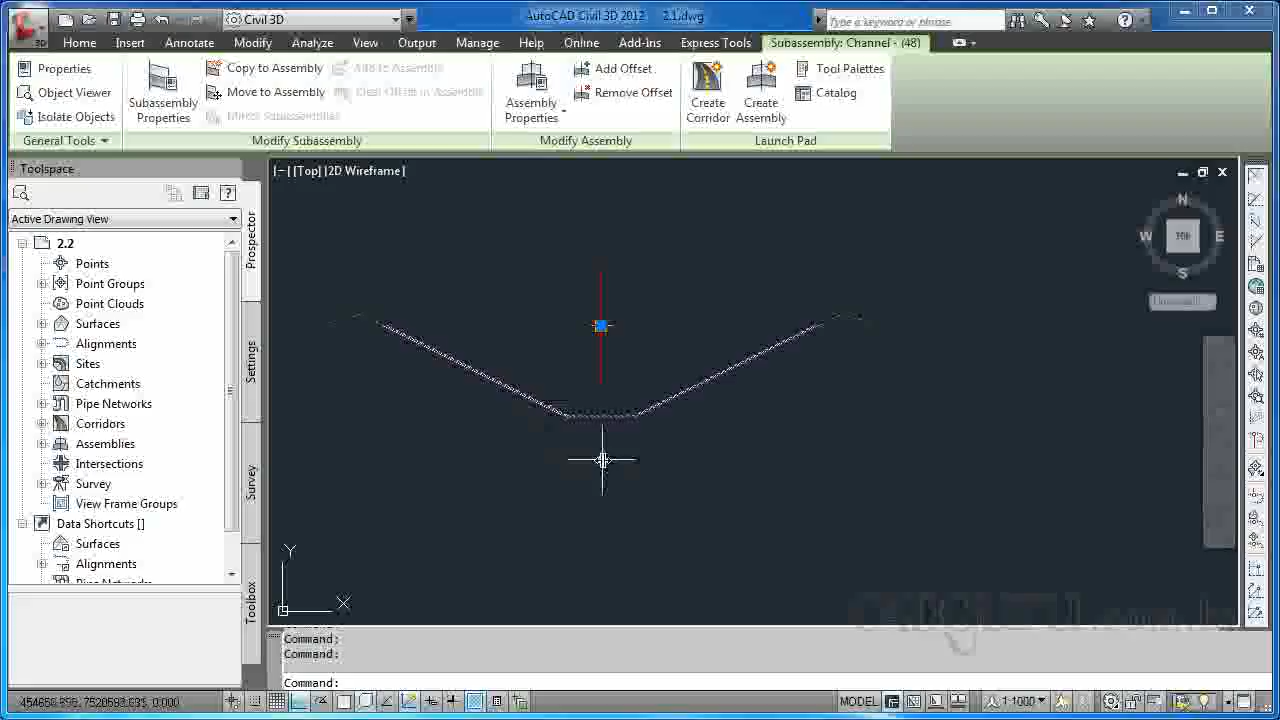 Civil 3D
AutoCAD Civil 3D 2012 2.1.dwg
Type a keyword or phrase
3D
Home Insert Annotate Modify Analyze View Output Manage Help Online Add-Ins Express Tools Subassembly: Channel - (48)
Properties
Object Viewer
Isolate Objects
Subassembly
Properties
Copy to Assembly
Move to Assembly
Mirror Subassemblies
Add to Assembly
Clear Offset in Assembly
Assembly
Properties
Add Offset
Remove Offset
Create
Corridor
Create
Assembly
Tool Palettes
Catalog
General Tools
Modify Subassembly
Modify Assembly
Launch Pad
Toolspace
[−] [Top] [2D Wireframe]
Active Drawing View
2.2
Points
Point Groups
Point Clouds
Surfaces
Alignments
Sites
Catchments
Pipe Networks
Corridors
Assemblies
Intersections
Survey
View Frame Groups
Data Shortcuts []
Surfaces
Alignments
Pipe Networks
Prospector
Settings
Survey
Toolbox
N
W
TOP
E
S
Unnamed
Y
X
Command:
Command:
Command:
MODEL
1:1000